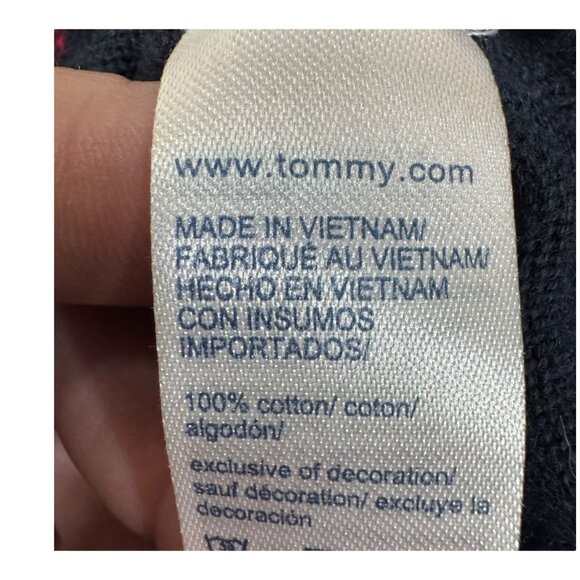 www.tommy.com
MADE IN VIETNAM/
FABRIQUÉ AU VIETNAM/
HECHO EN VIETNAM
CON INSUMOS
IMPORTADOS/
100% cotton/ coton/
algodón/
exclusive of decoration/
sauf décoration/ excluye la
decoración